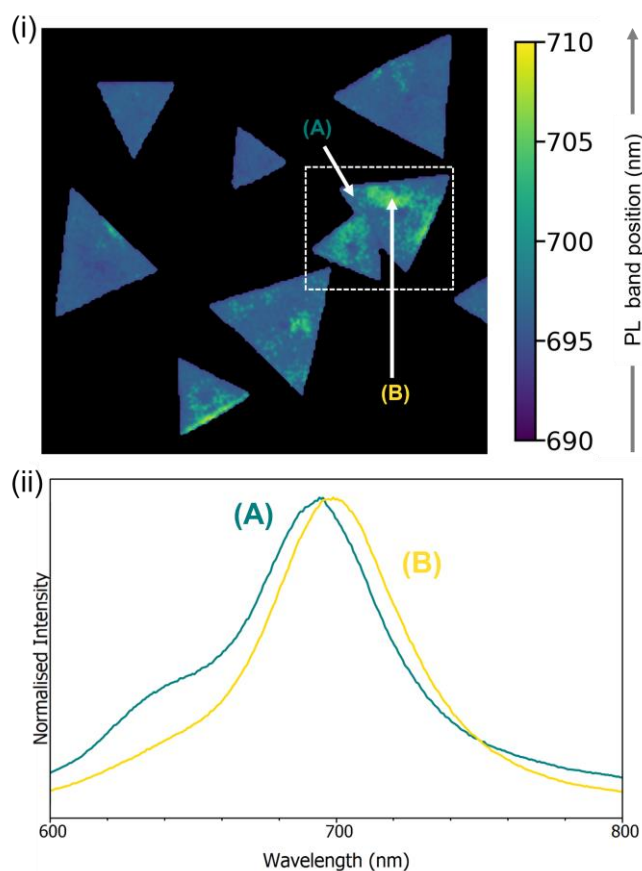 (i)
(A)
(B)
710
705
700
695
690
PL band position (nm)
(ii)
(A)
(B)
Normalised Intensity
600
700
800
Wavelength (nm)